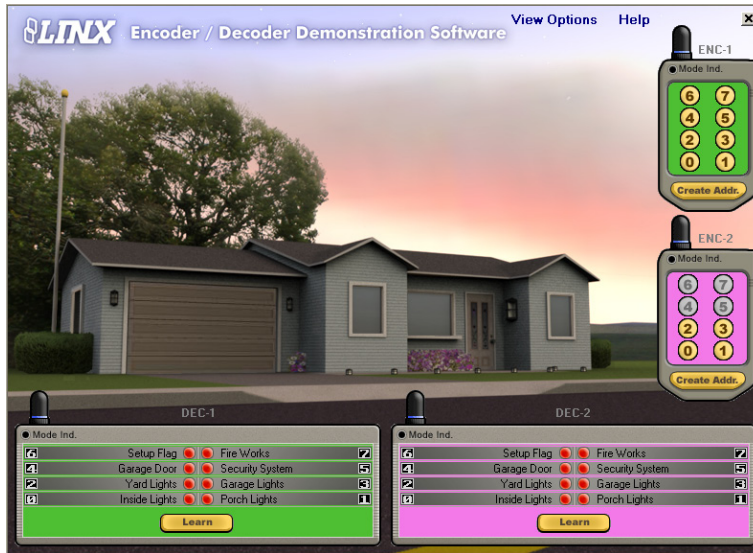 LINX Encoder / Decoder Demonstration Software
View Options Help X
ENC-1
Mode Ind.
6 7
4 5
2 3
0 1
Create Addr.
ENC-2
Mode Ind.
6 7
4 5
2 3
0 1
Create Addr.
DEC-1
Mode Ind.
6 Setup Flag Fire Works 7
4 Garage Door Security System 5
2 Yard Lights Garage Lights 3
0 Inside Lights Porch Lights 1
Learn
DEC-2
Mode Ind.
6 Setup Flag Fire Works 7
4 Garage Door Security System 5
2 Yard Lights Garage Lights 3
0 Inside Lights Porch Lights 1
Learn